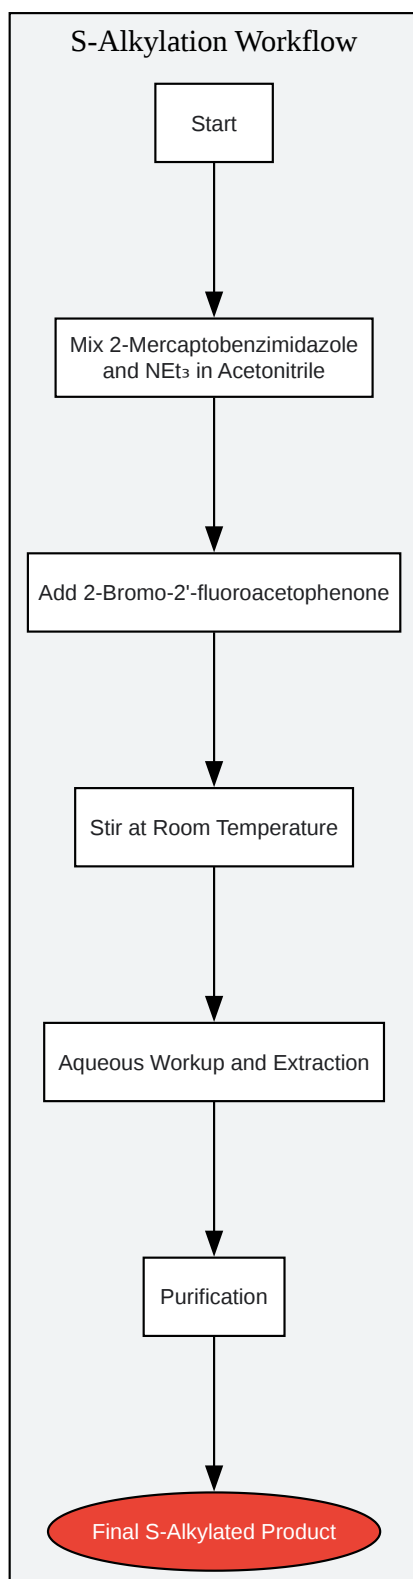 S-Alkylation Workflow
Start
Mix 2-Mercaptobenzimidazole
and NEt₃ in Acetonitrile
Add 2-Bromo-2'-fluoroacetophenone
Stir at Room Temperature
Aqueous Workup and Extraction
Purification
Final S-Alkylated Product